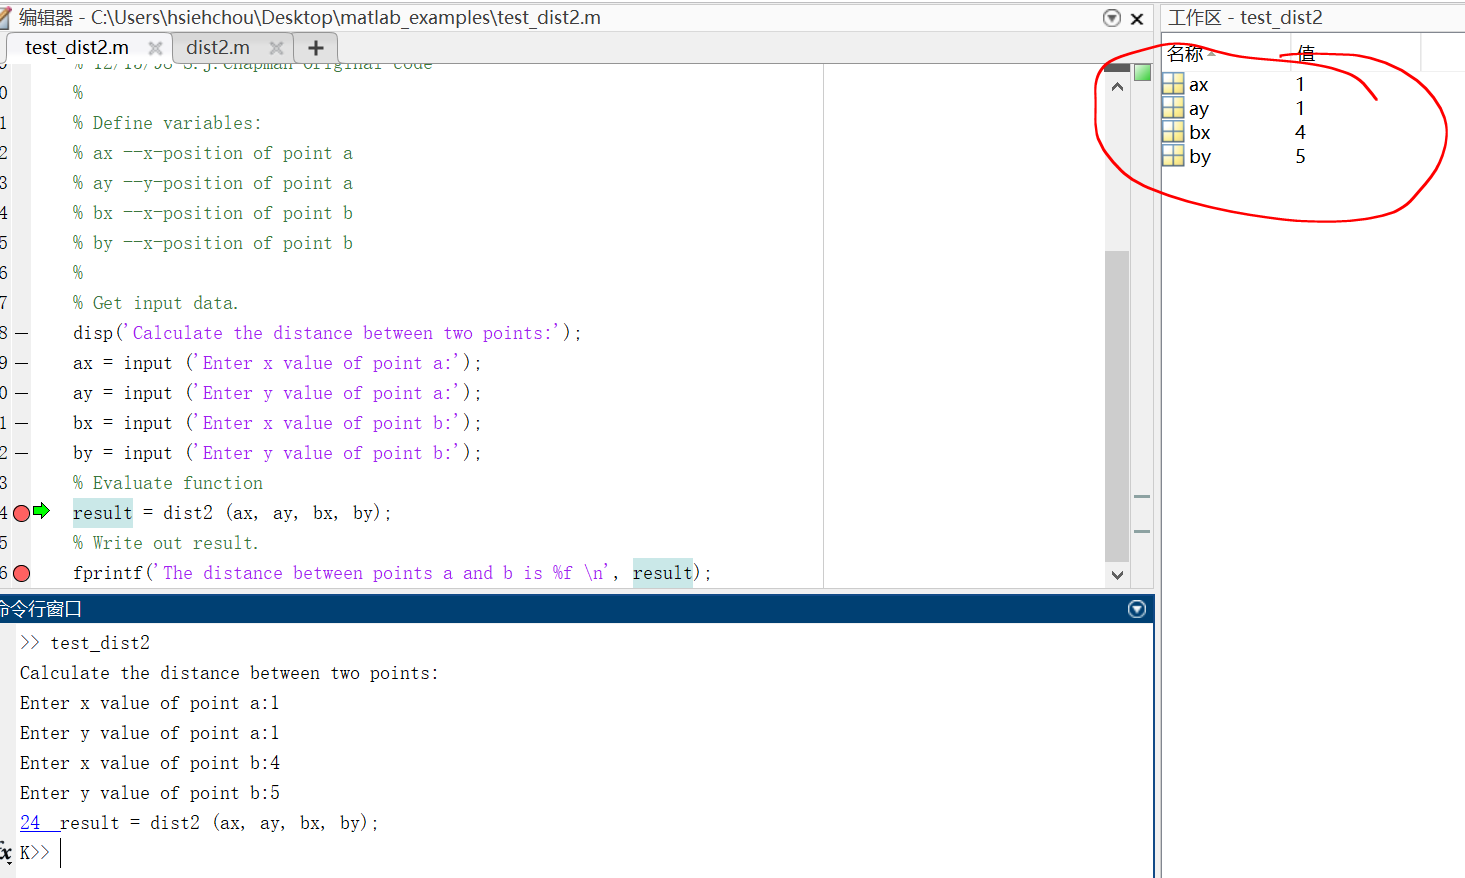 编辑器 - C:\Users\hsiehchou\Desktop\matlab_examples\test_dist2.m
test_dist2.m dist2.m
% 12/15/98 S.j.Chapman Original code
0 %
1 % Define variables:
2 % ax --x-position of point a
3 % ay --y-position of point a
4 % bx --x-position of point b
5 % by --x-position of point b
6 %
7 % Get input data.
8 disp('Calculate the distance between two points:');
9 ax = input ('Enter x value of point a:');
0 ay = input ('Enter y value of point a:');
1 bx = input ('Enter x value of point b:');
2 by = input ('Enter y value of point b:');
3 % Evaluate function
4 result = dist2 (ax, ay, bx, by);
5 % Write out result.
6 fprintf('The distance between points a and b is %f \n', result);
命令行窗口
>> test_dist2
Calculate the distance between two points:
Enter x value of point a:1
Enter y value of point a:1
Enter x value of point b:4
Enter y value of point b:5
24 result = dist2 (ax, ay, bx, by);
fx K>>
工作区 - test_dist2
名称 值
ax 1
ay 1
bx 4
by 5